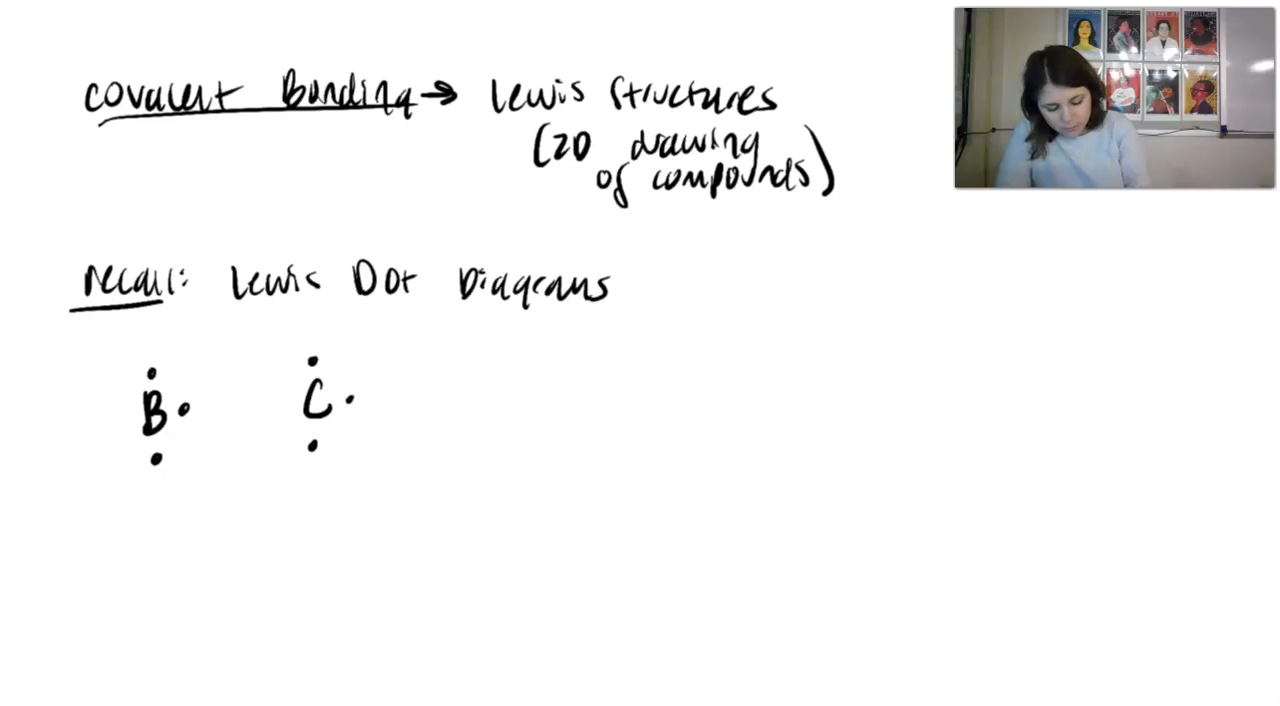 covalent Bonding → Lewis Structures
(2D drawing
of compounds)
recall: Lewis Dot Diagrams
B C